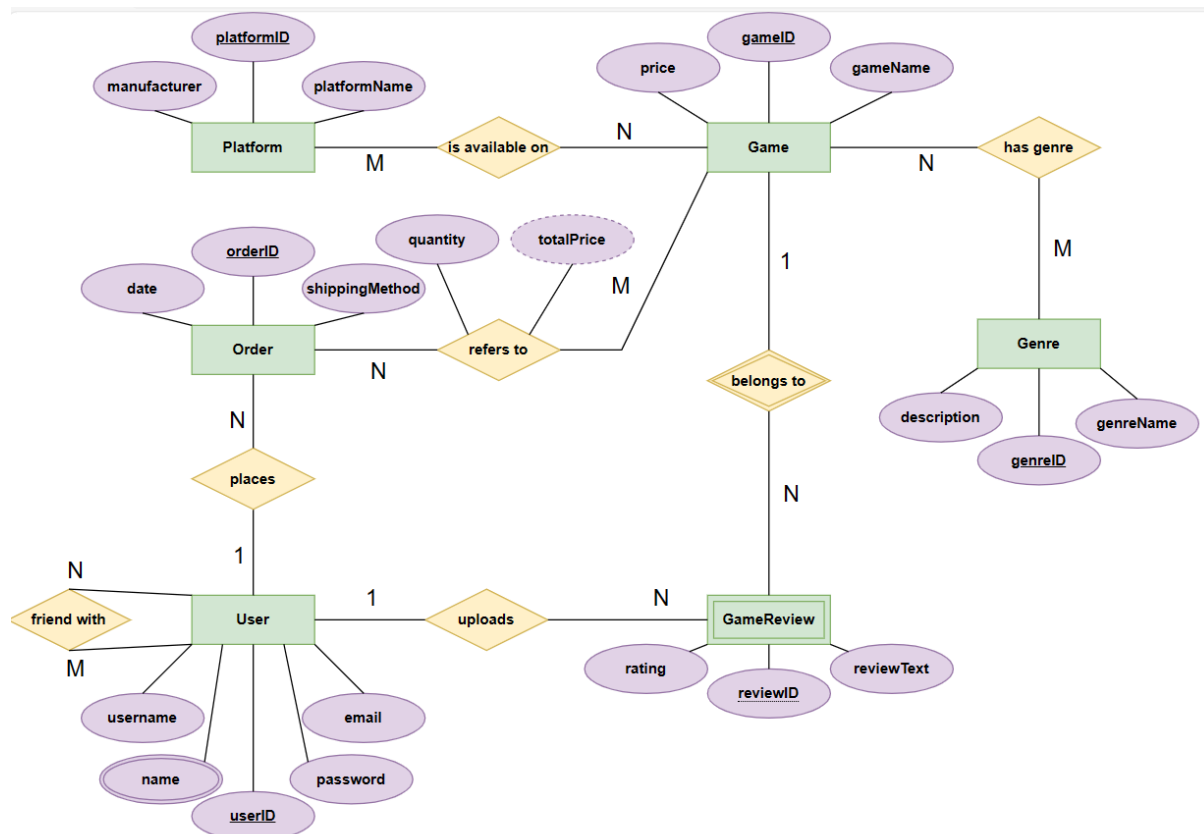 platformID
manufacturer
platformName
Platform
M
is available on
N
gameID
price
gameName
Game
N
has genre
M
Genre
description
genreName
genreID
orderID
date
shippingMethod
Order
N
quantity
totalPrice
refers to
M
1
belongs to
N
N
places
1
N
friend with
M
User
1
uploads
N
GameReview
rating
reviewText
reviewID
username
email
name
password
userID